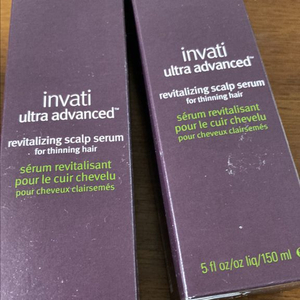 invati
ultra advanced™
revitalizing scalp serum
for thinning hair
sérum revitalisant
pour le cuir chevelu
pour cheveux clairsemés
invati
ultra advanced™
revitalizing scalp serum
for thinning hair
sérum revitalisant
pour le cuir chevelu
pour cheveux clairsemés
5 fl oz/oz liq/150 ml e